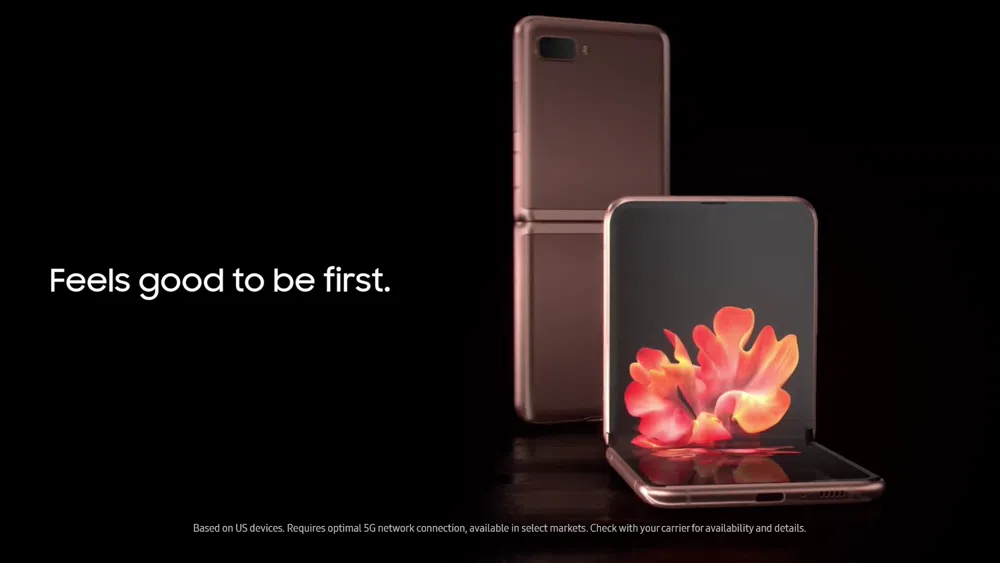 Feels good to be first.
Based on US devices. Requires optimal 5G network connection, available in select markets. Check with your carrier for availability and details.